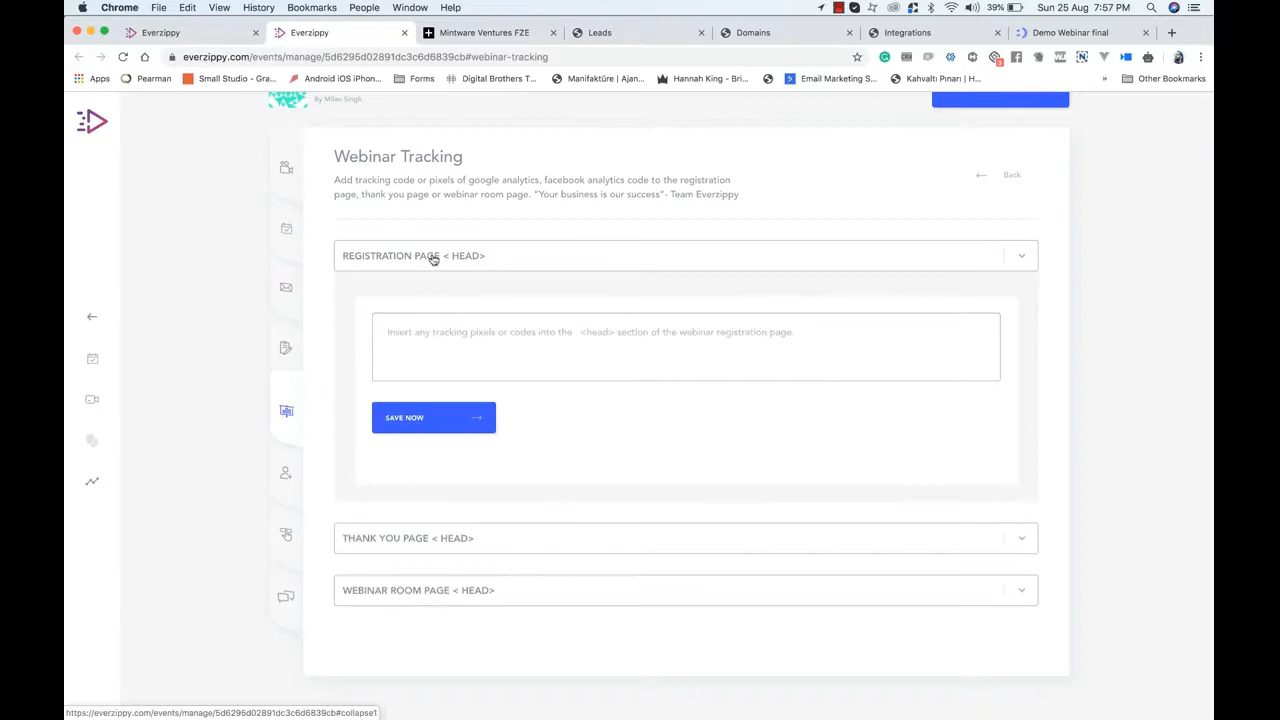 Chrome File Edit View History Bookmarks People Window Help
39% Sun 25 Aug 7:57 PM
Everzippy
Everzippy
Mintware Ventures FZE
Leads
Domains
Integrations
Demo Webinar final
everzippy.com/events/manage/5d6295d02891dc3c6d6839cb#webinar-tracking
Apps
Pearman
Small Studio - Gra...
Android iOS iPhon...
Forms
Digital Brothers T...
Manifaktüre | Ajan...
Hannah King - Bri...
Email Marketing S...
Kahvaltı Pınarı | H...
»
Other Bookmarks
By Milan Singh
Webinar Tracking
Add tracking code or pixels of google analytics, facebook analytics code to the registration
page, thank you page or webinar room page. "Your business is our success"- Team Everzippy
Back
REGISTRATION PAGE < HEAD>
Insert any tracking pixels or codes into the <head> section of the webinar registration page.
SAVE NOW
THANK YOU PAGE < HEAD>
WEBINAR ROOM PAGE < HEAD>
https://everzippy.com/events/manage/5d6295d02891dc3c6d6839cb#collapse1